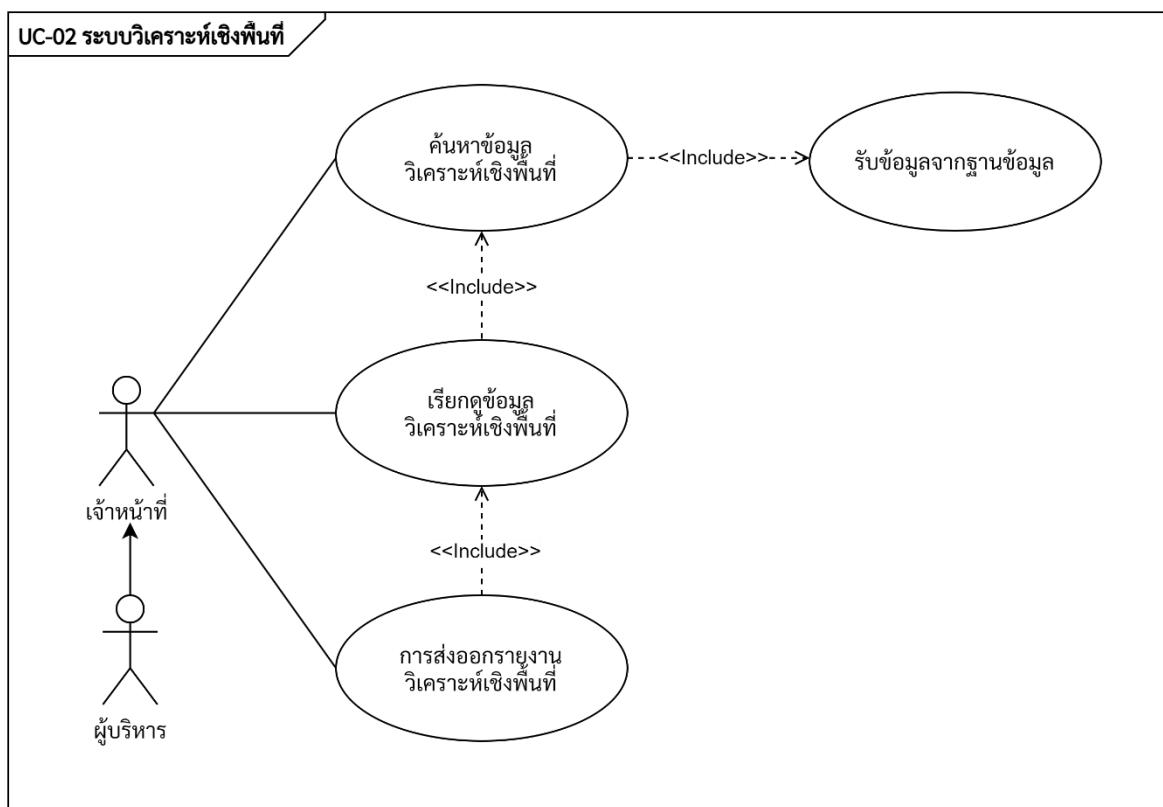 UC-02 ระบบวิเคราะห์เชิงพื้นที่
ค้นหาข้อมูล
วิเคราะห์เชิงพื้นที่
<<Include>>
รับข้อมูลจากฐานข้อมูล
<<Include>>
เรียกดูข้อมูล
วิเคราะห์เชิงพื้นที่
เจ้าหน้าที่
<<Include>>
การส่งออกรายงาน
วิเคราะห์เชิงพื้นที่
ผู้บริหาร